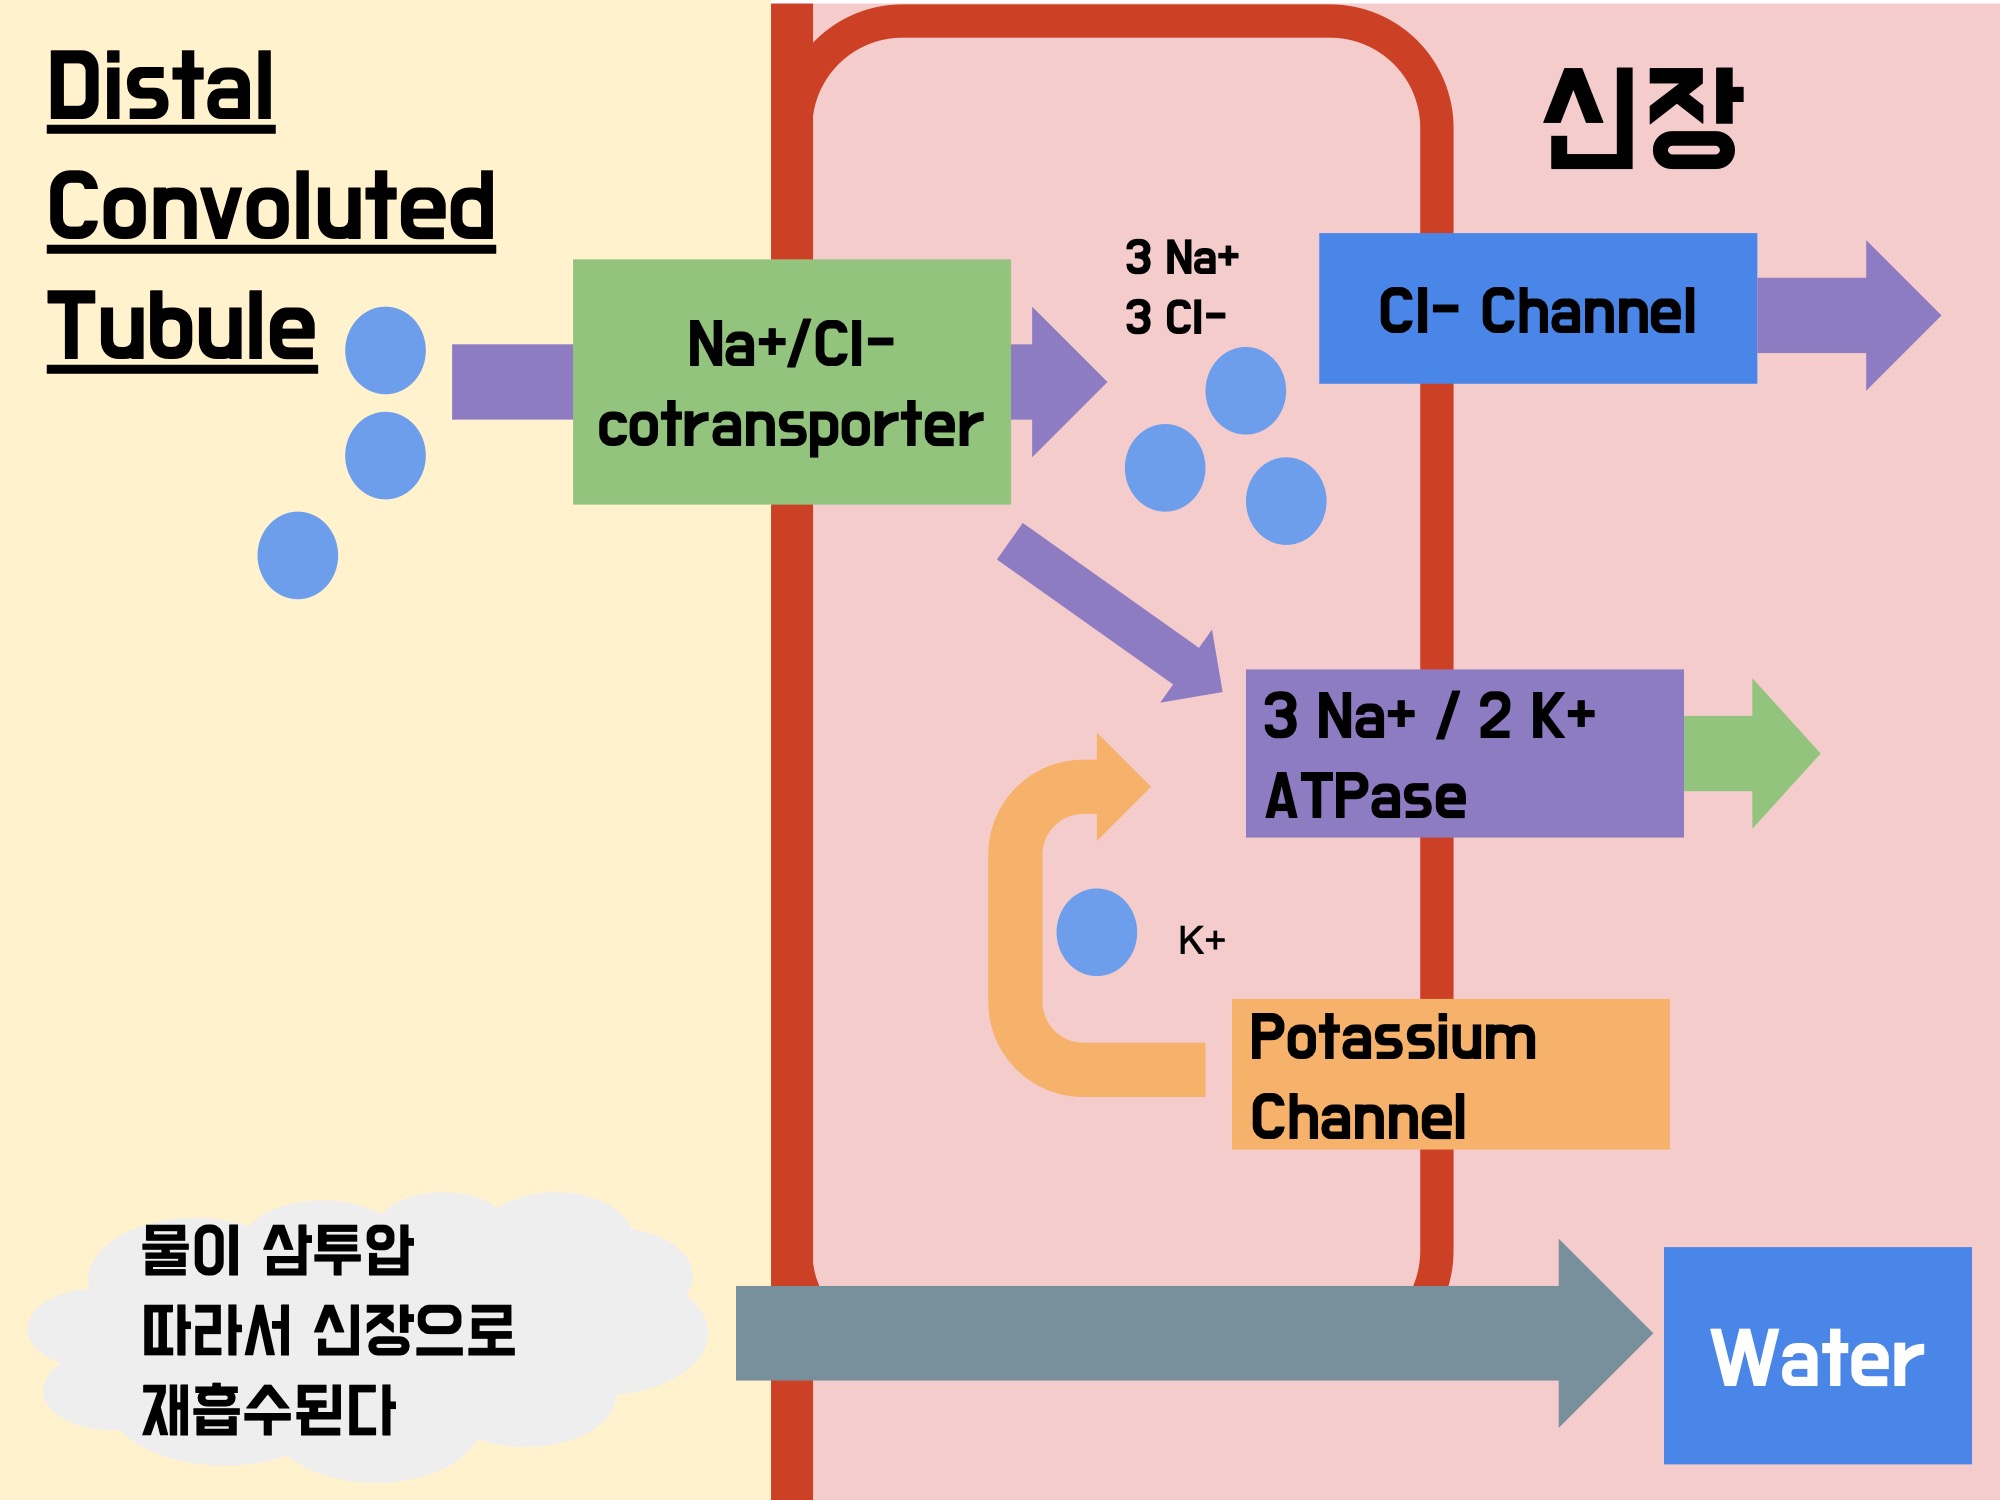 Distal
Convoluted
Tubule
신장
Na+/Cl-
cotransporter
3 Na+
3 Cl-
Cl- Channel
3 Na+ / 2 K+
ATPase
K+
Potassium
Channel
물이 삼투압
따라서 신장으로
재흡수된다
Water